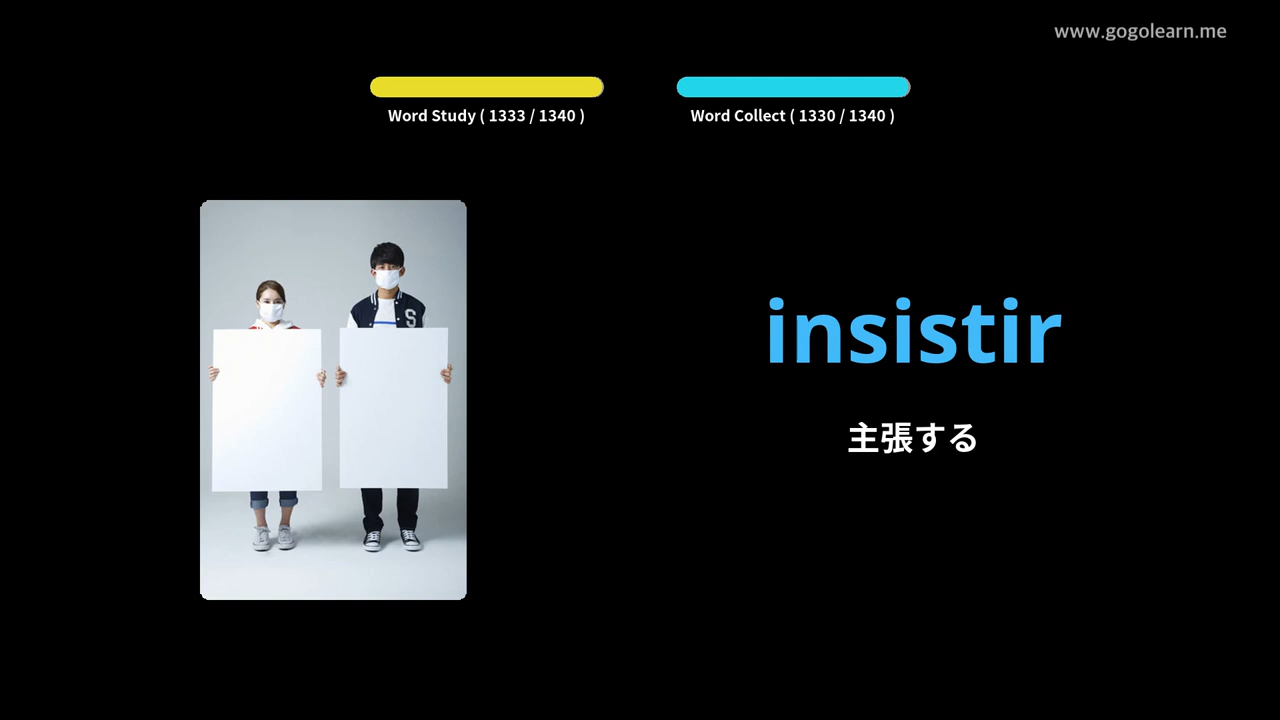 www.gogolearn.me
Word Study ( 1333 / 1340 )
Word Collect ( 1330 / 1340 )
S
insistir
主張する